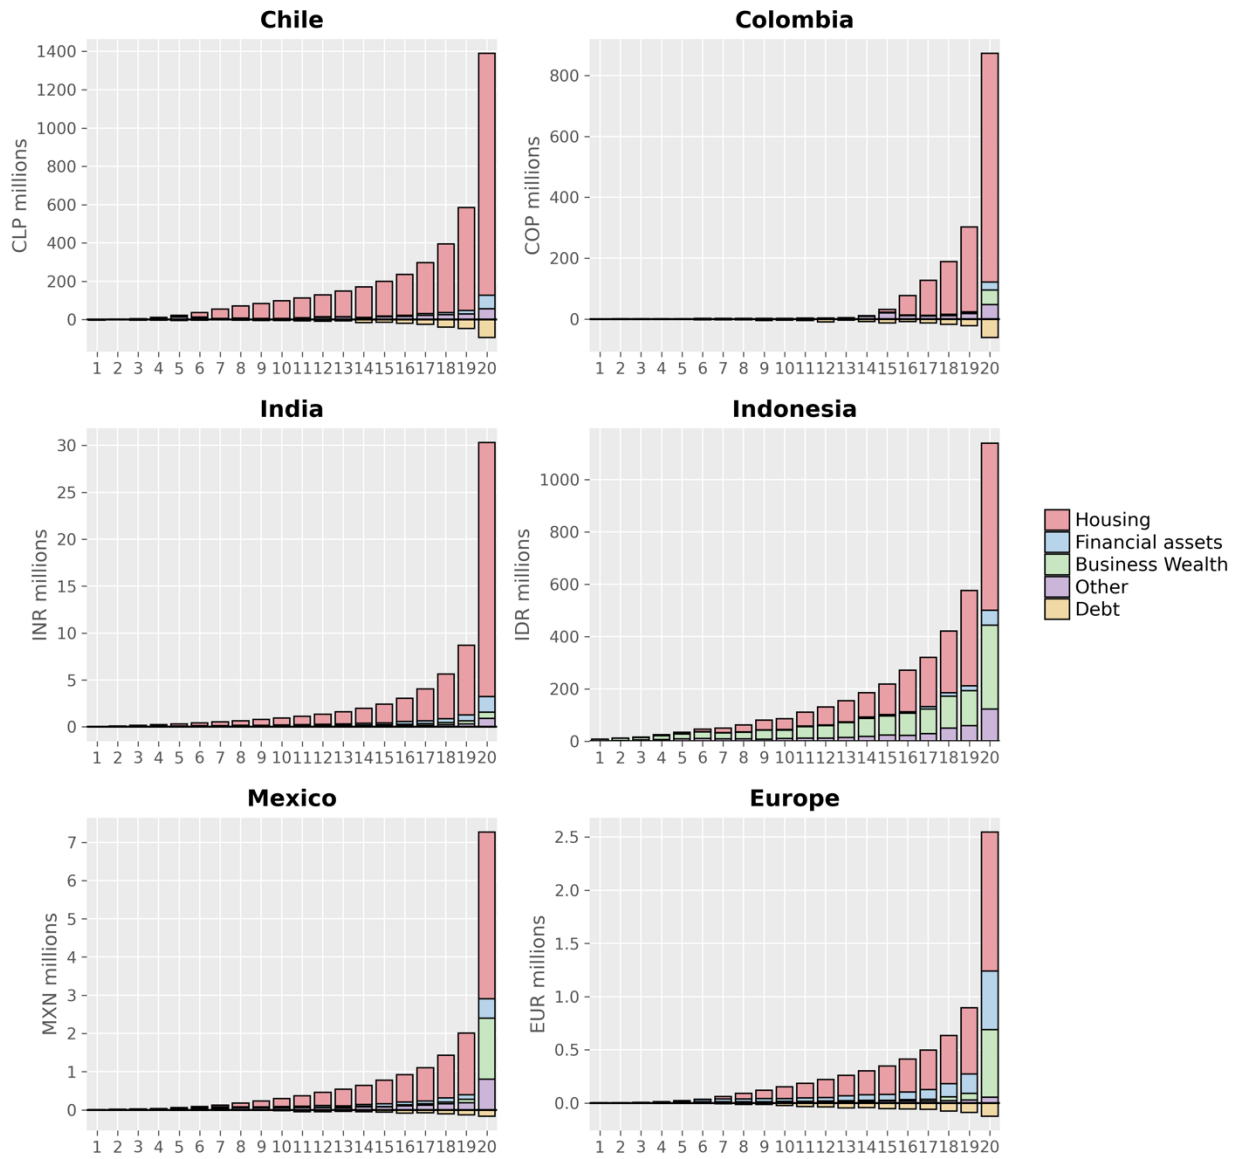 Chile
1400
1200
1000
800
600
400
200
0
CLP millions
1 2 3 4 5 6 7 8 9 10 11 12 13 14 15 16 17 18 19 20
Colombia
800
600
400
200
0
COP millions
1 2 3 4 5 6 7 8 9 10 11 12 13 14 15 16 17 18 19 20
India
30
25
20
15
10
5
0
INR millions
1 2 3 4 5 6 7 8 9 10 11 12 13 14 15 16 17 18 19 20
Indonesia
1000
800
600
400
200
0
IDR millions
1 2 3 4 5 6 7 8 9 10 11 12 13 14 15 16 17 18 19 20
Housing
Financial assets
Business Wealth
Other
Debt
Mexico
7
6
5
4
3
2
1
0
MXN millions
1 2 3 4 5 6 7 8 9 10 11 12 13 14 15 16 17 18 19 20
Europe
2.5
2.0
1.5
1.0
0.5
0.0
EUR millions
1 2 3 4 5 6 7 8 9 10 11 12 13 14 15 16 17 18 19 20